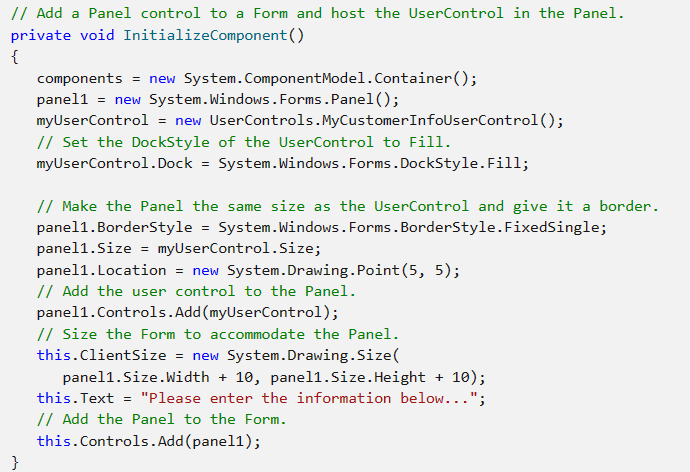 // Add a Panel control to a Form and host the UserControl in the Panel.
private void InitializeComponent()
{
   components = new System.ComponentModel.Container();
   panel1 = new System.Windows.Forms.Panel();
   myUserControl = new UserControls.MyCustomerInfoUserControl();
   // Set the DockStyle of the UserControl to Fill.
   myUserControl.Dock = System.Windows.Forms.DockStyle.Fill;

   // Make the Panel the same size as the UserControl and give it a border.
   panel1.BorderStyle = System.Windows.Forms.BorderStyle.FixedSingle;
   panel1.Size = myUserControl.Size;
   panel1.Location = new System.Drawing.Point(5, 5);
   // Add the user control to the Panel.
   panel1.Controls.Add(myUserControl);
   // Size the Form to accommodate the Panel.
   this.ClientSize = new System.Drawing.Size(
      panel1.Size.Width + 10, panel1.Size.Height + 10);
   this.Text = "Please enter the information below...";
   // Add the Panel to the Form.
   this.Controls.Add(panel1);
}